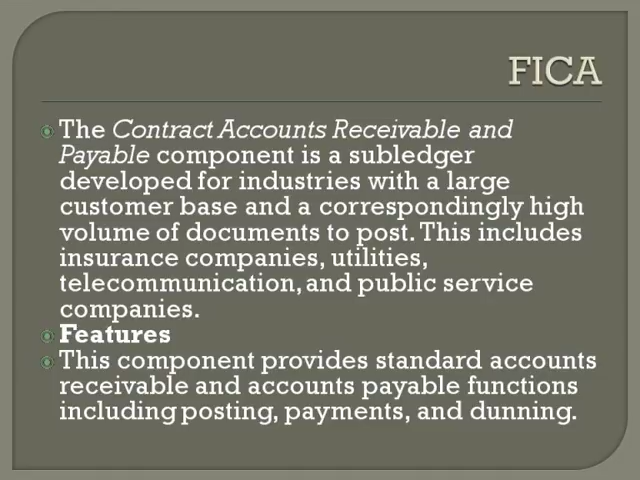 FICA
The Contract Accounts Receivable and
Payable component is a subledger
developed for industries with a large
customer base and a correspondingly high
volume of documents to post. This includes
insurance companies, utilities,
telecommunication, and public service
companies.
Features
This component provides standard accounts
receivable and accounts payable functions
including posting, payments, and dunning.